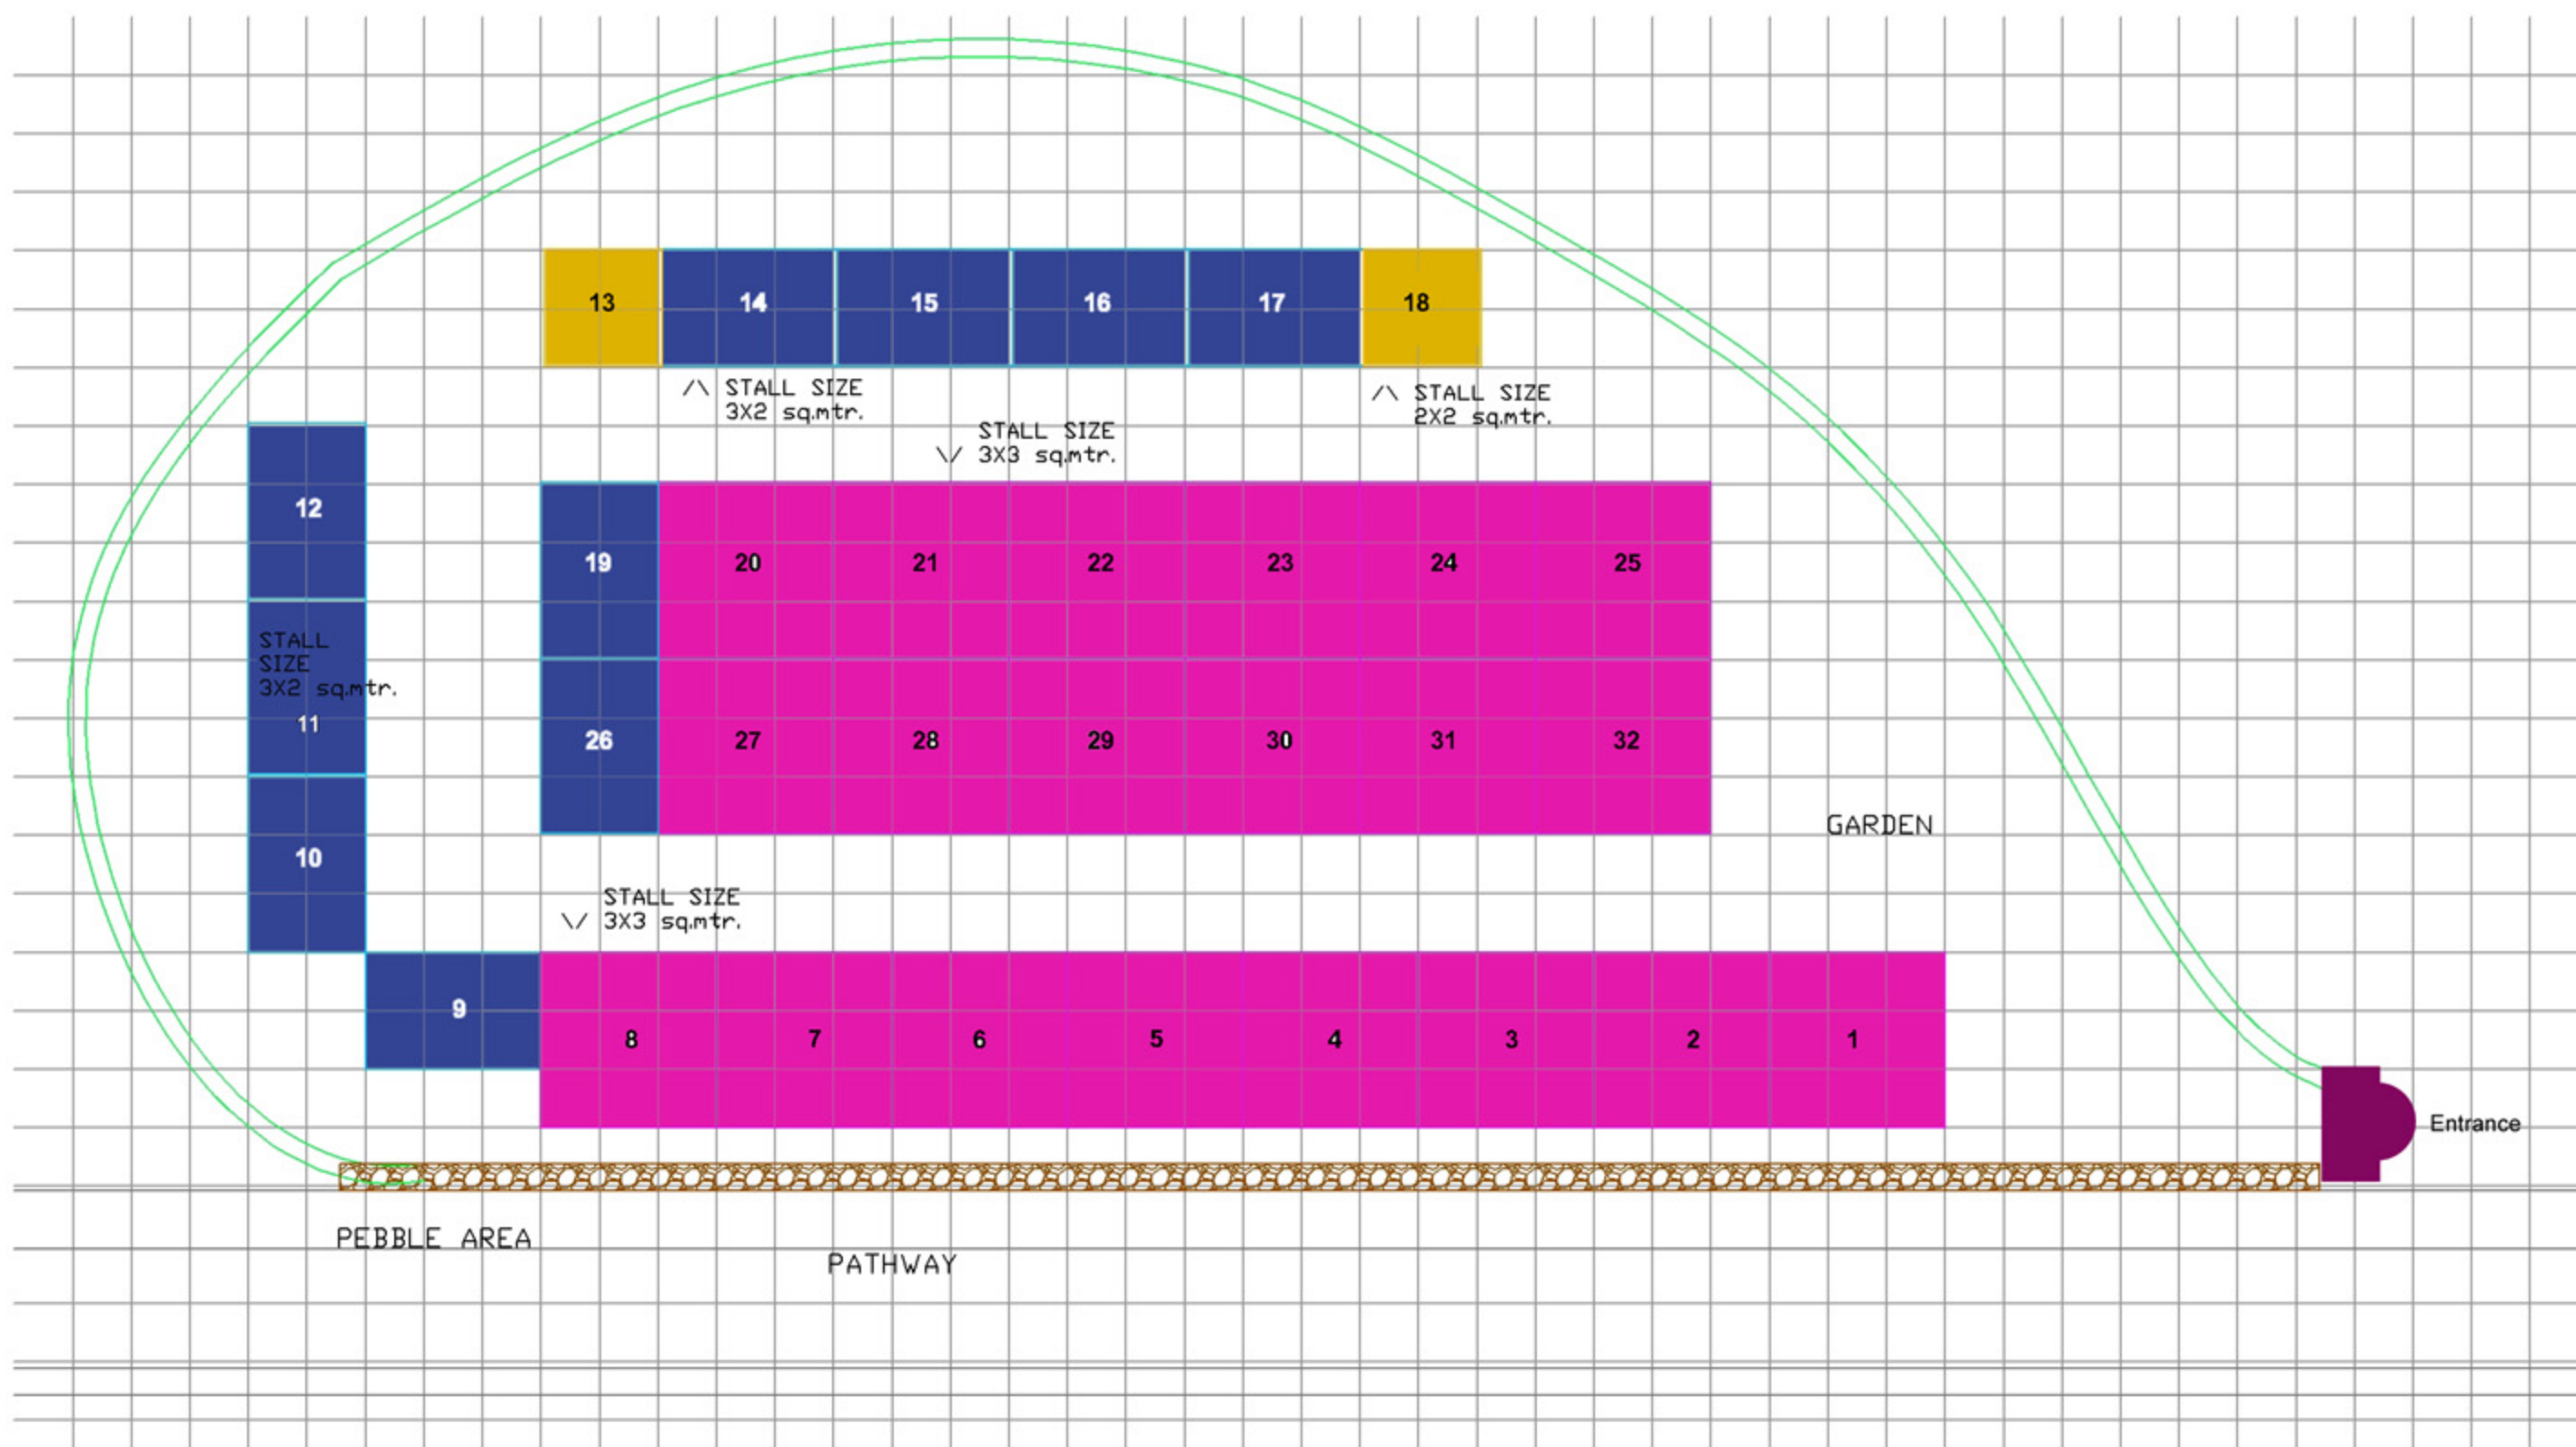 13 14 15 16 17 18
/\ STALL SIZE
3X2 sq.mtr.
/\ STALL SIZE
2X2 sq.mtr.
STALL SIZE
\/ 3X3 sq.mtr.
12
19 20 21 22 23 24 25
STALL
SIZE
3X2 sq.mtr.
11
26 27 28 29 30 31 32
GARDEN
10
STALL SIZE
\/ 3X3 sq.mtr.
9
8 7 6 5 4 3 2 1
Entrance
PEBBLE AREA
PATHWAY